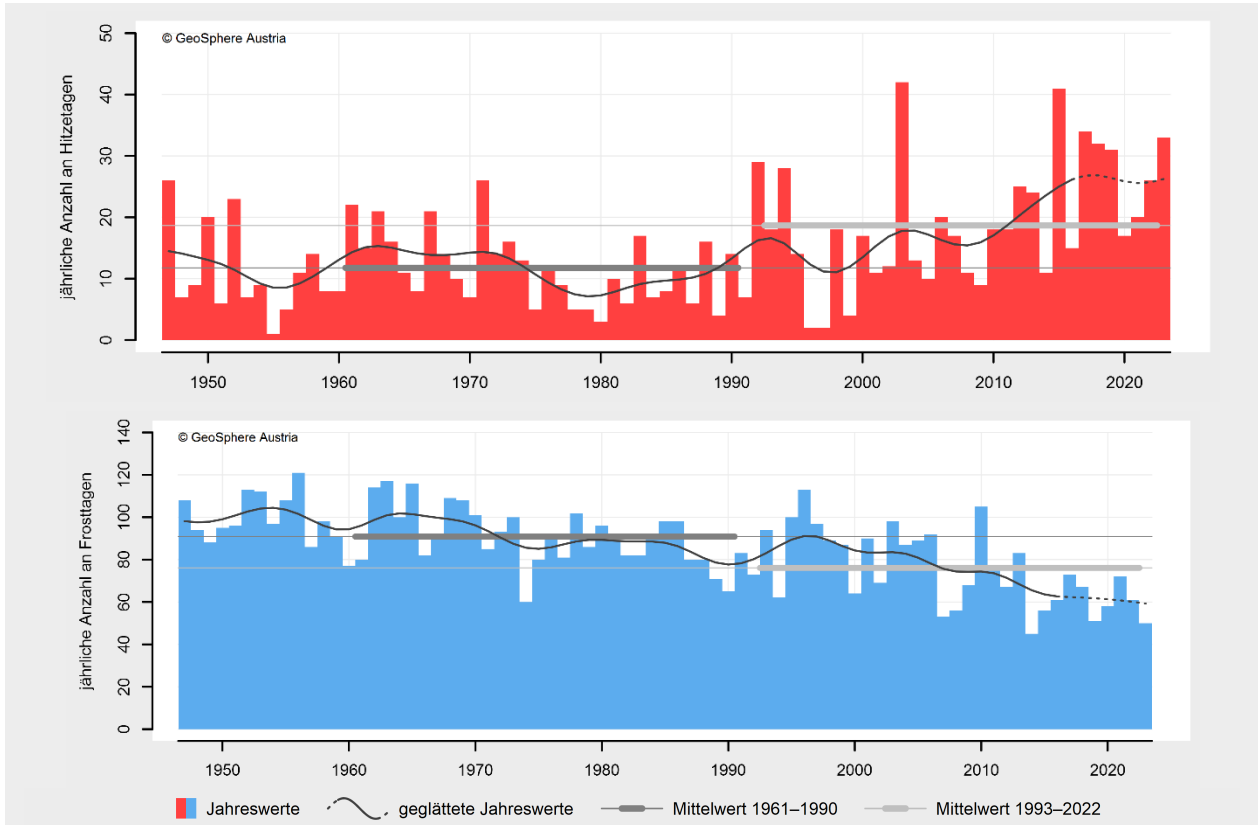 © GeoSphere Austria
jährliche Anzahl an Hitzetagen
50
40
30
20
10
0
1950 1960 1970 1980 1990 2000 2010 2020
© GeoSphere Austria
jährliche Anzahl an Frosttagen
140
120
100
80
60
40
20
0
1950 1960 1970 1980 1990 2000 2010 2020
Jahreswerte geglättete Jahreswerte Mittelwert 1961–1990 Mittelwert 1993–2022